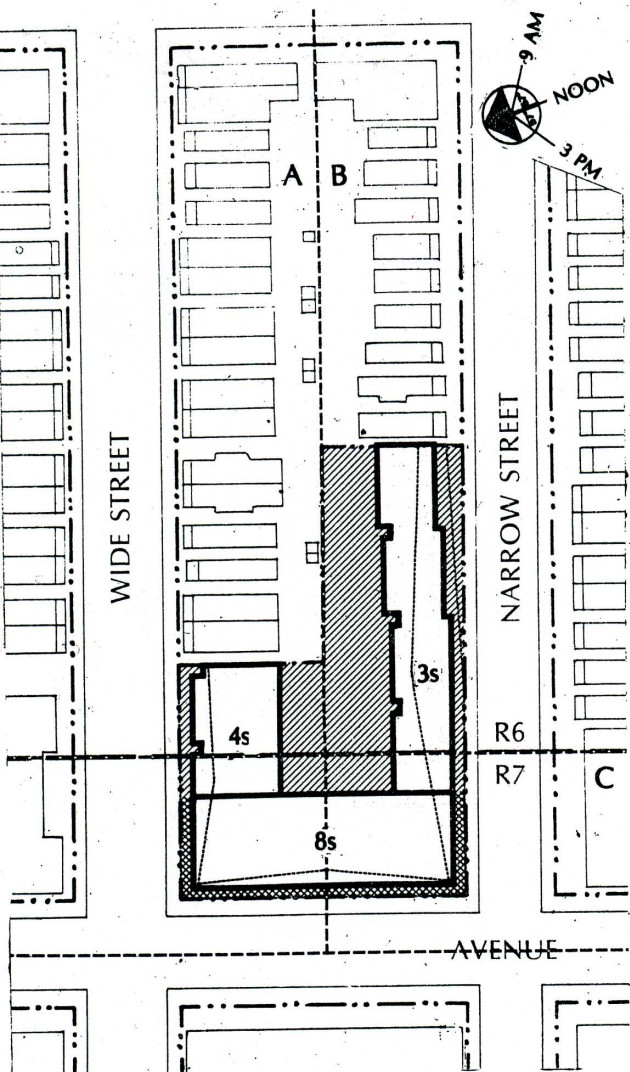 9 AM
NOON
3 PM
A
B
WIDE STREET
NARROW STREET
3s
4s
R6
R7
C
8s
AVENUE